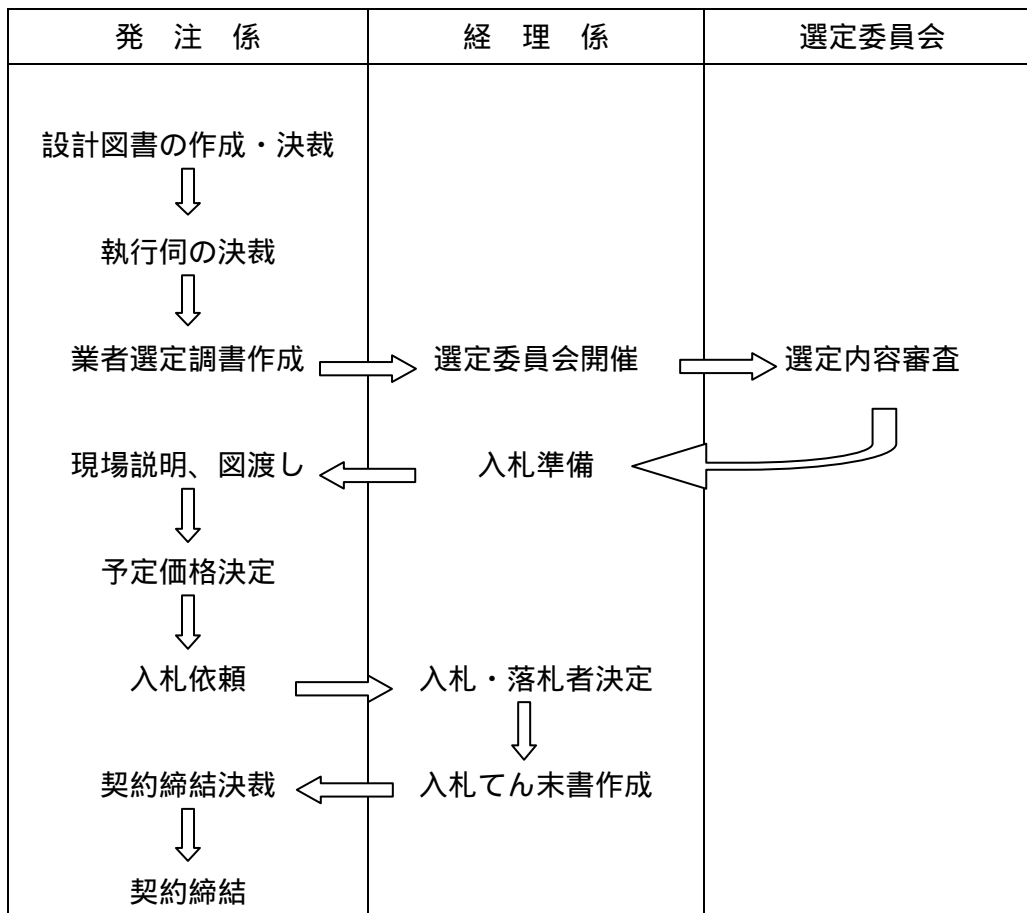 発 注 係 経 理 係 選定委員会
設計図書の作成・決裁
執行伺の決裁
業者選定調書作成 選定委員会開催 選定内容審査
現場説明、図渡し 入札準備
予定価格決定
入札依頼 入札・落札者決定
契約締結決裁 入札てん末書作成
契約締結